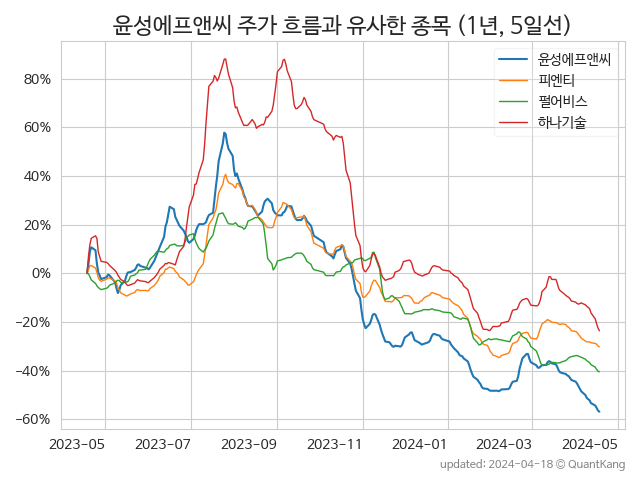 윤성에프앤씨 주가 흐름과 유사한 종목 (1년, 5일선)
윤성에프앤씨
피엔티
펄어비스
하나기술
80%
60%
40%
20%
0%
−20%
−40%
−60%
2023-05 2023-07 2023-09 2023-11 2024-01 2024-03 2024-05
updated: 2024-04-18 © QuantKang